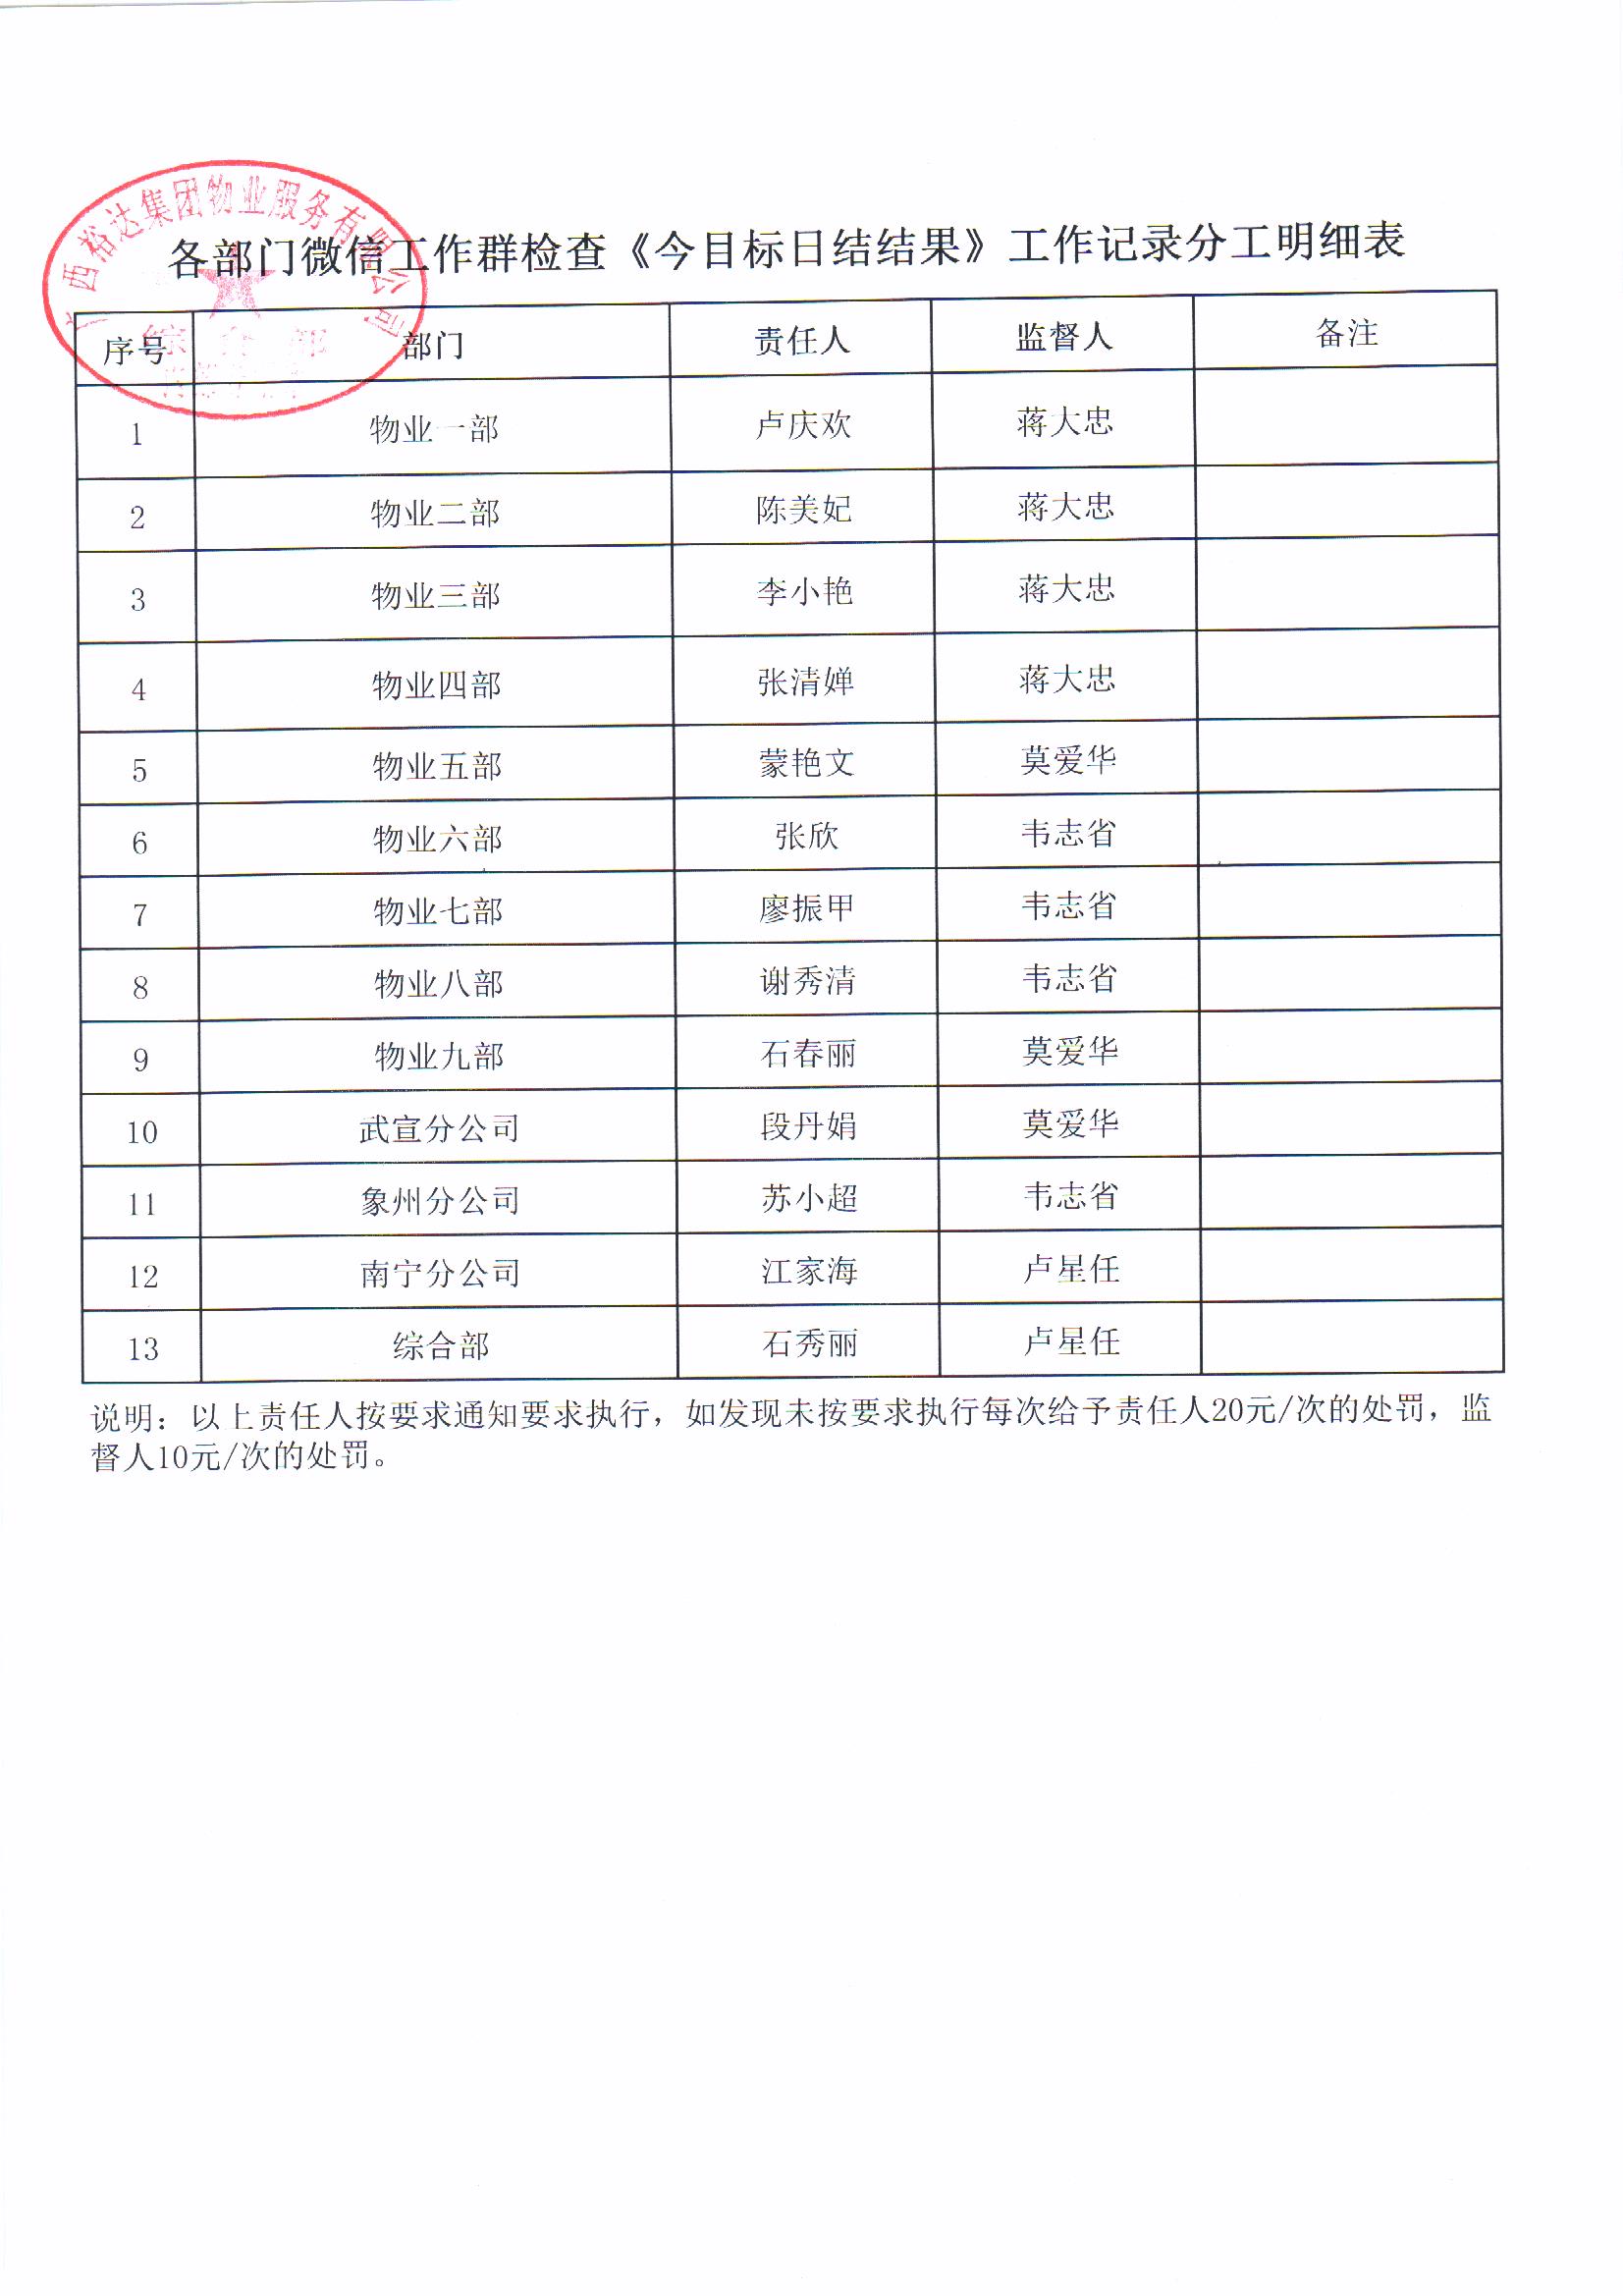 广西裕达集团物业服务有限公司
综合部
各部门微信工作群检查《今目标日结结果》工作记录分工明细表
序号 部门 责任人 监督人 备注
1 物业一部 卢庆欢 蒋大忠
2 物业二部 陈美妃 蒋大忠
3 物业三部 李小艳 蒋大忠
4 物业四部 张清婵 蒋大忠
5 物业五部 蒙艳文 莫爱华
6 物业六部 张欣 韦志省
7 物业七部 廖振甲 韦志省
8 物业八部 谢秀清 韦志省
9 物业九部 石春丽 莫爱华
10 武宣分公司 段丹娟 莫爱华
11 象州分公司 苏小超 韦志省
12 南宁分公司 江家海 卢星任
13 综合部 石秀丽 卢星任
说明：以上责任人按要求通知要求执行，如发现未按要求执行每次给予责任人20元/次的处罚，监
督人10元/次的处罚。